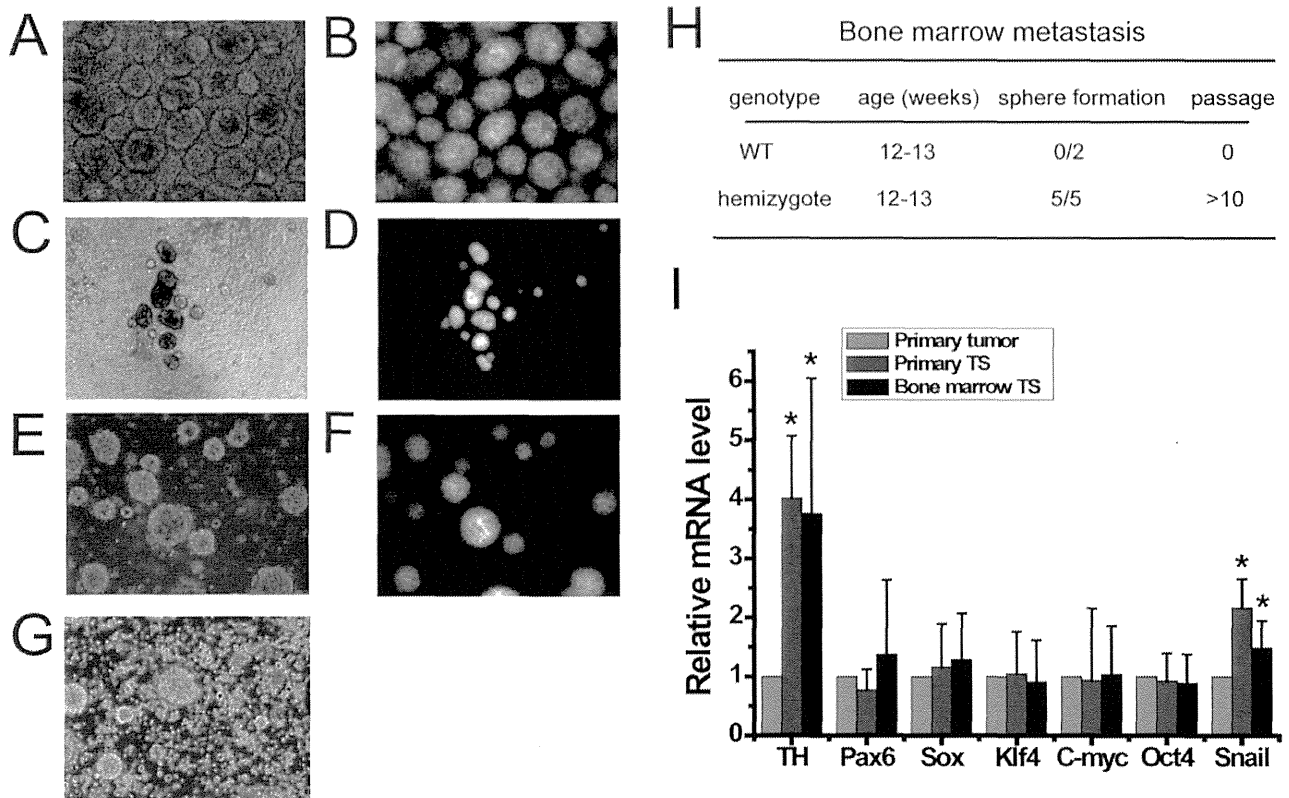 A
B
C
D
E
F
G
H
Bone marrow metastasis
genotype age (weeks) sphere formation passage
WT 12-13 0/2 0
hemizygote 12-13 5/5 >10
I
Primary tumor
Primary TS
Bone marrow TS
Relative mRNA level
6
5
4
3
2
1
0
* * * *
TH Pax6 Sox Klf4 C-myc Oct4 Snail